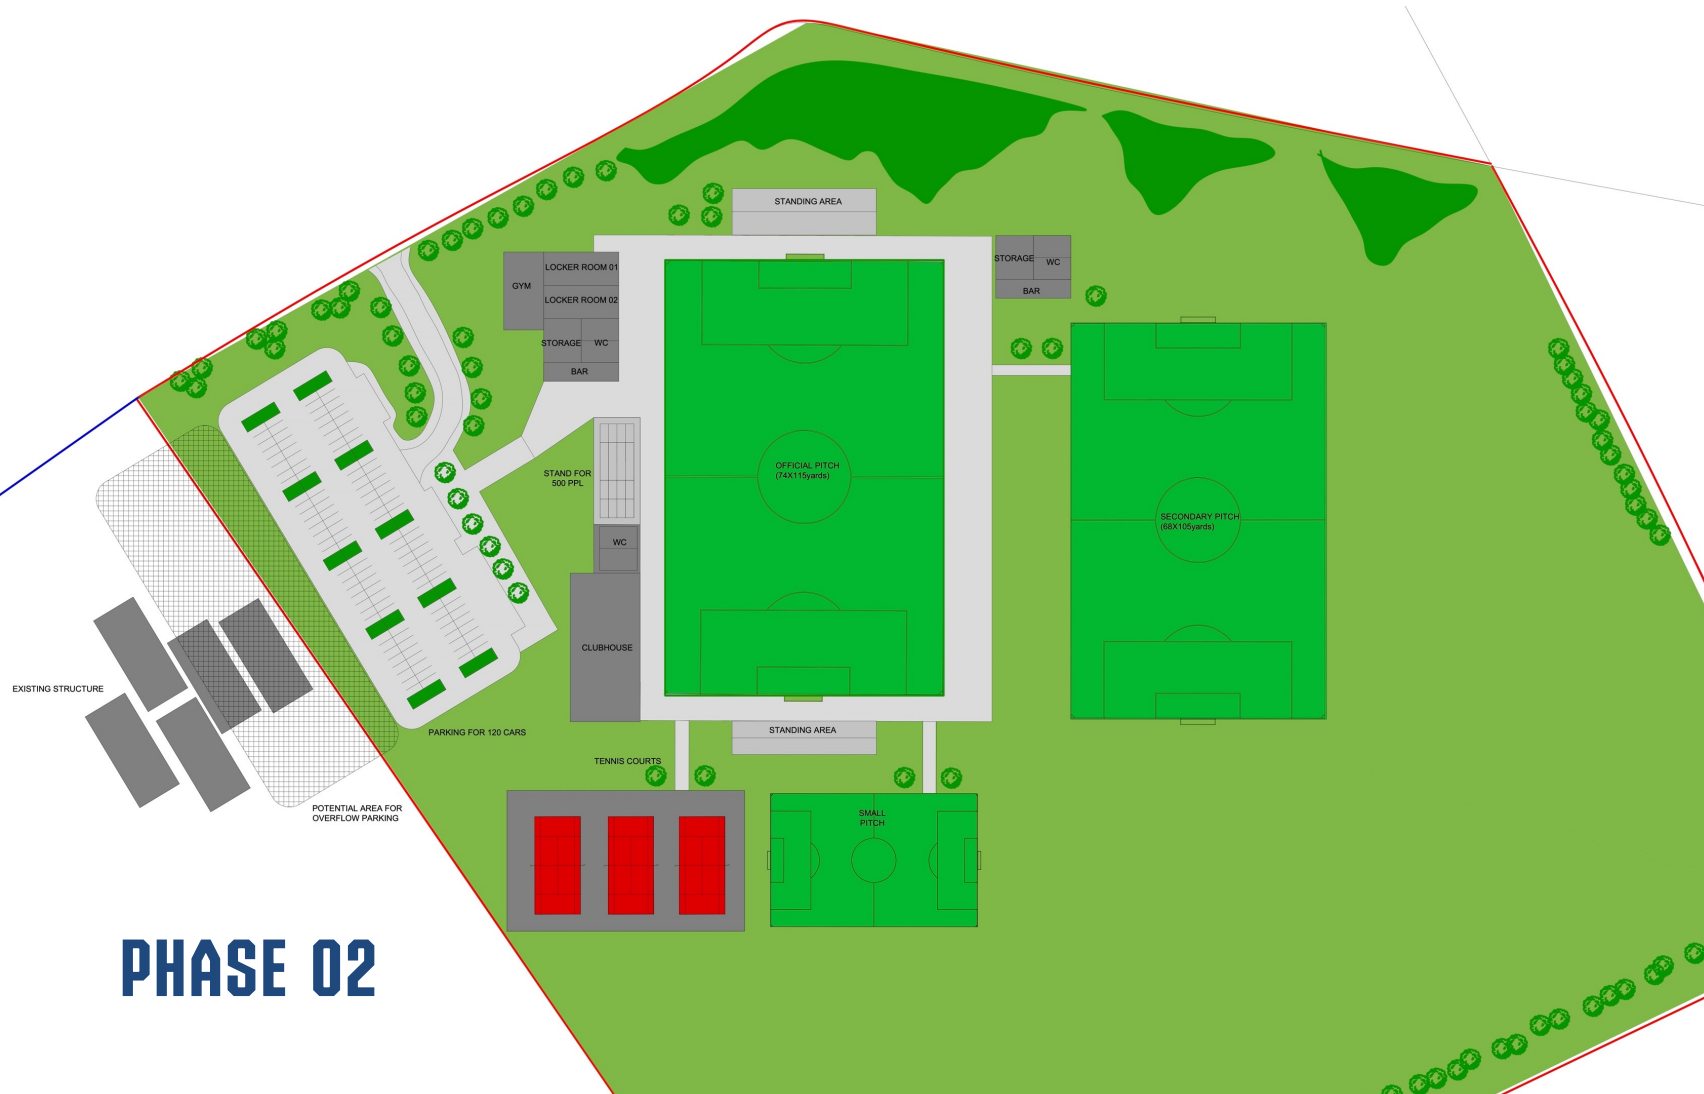 STANDING AREA
LOCKER ROOM 01
GYM
LOCKER ROOM 02
STORAGE
WC
BAR
STORAGE
WC
BAR
STAND FOR
500 PPL
OFFICIAL PITCH
(74X115yards)
SECONDARY PITCH
(68X105yards)
WC
CLUBHOUSE
EXISTING STRUCTURE
PARKING FOR 120 CARS
STANDING AREA
TENNIS COURTS
POTENTIAL AREA FOR
OVERFLOW PARKING
SMALL
PITCH
PHASE 02